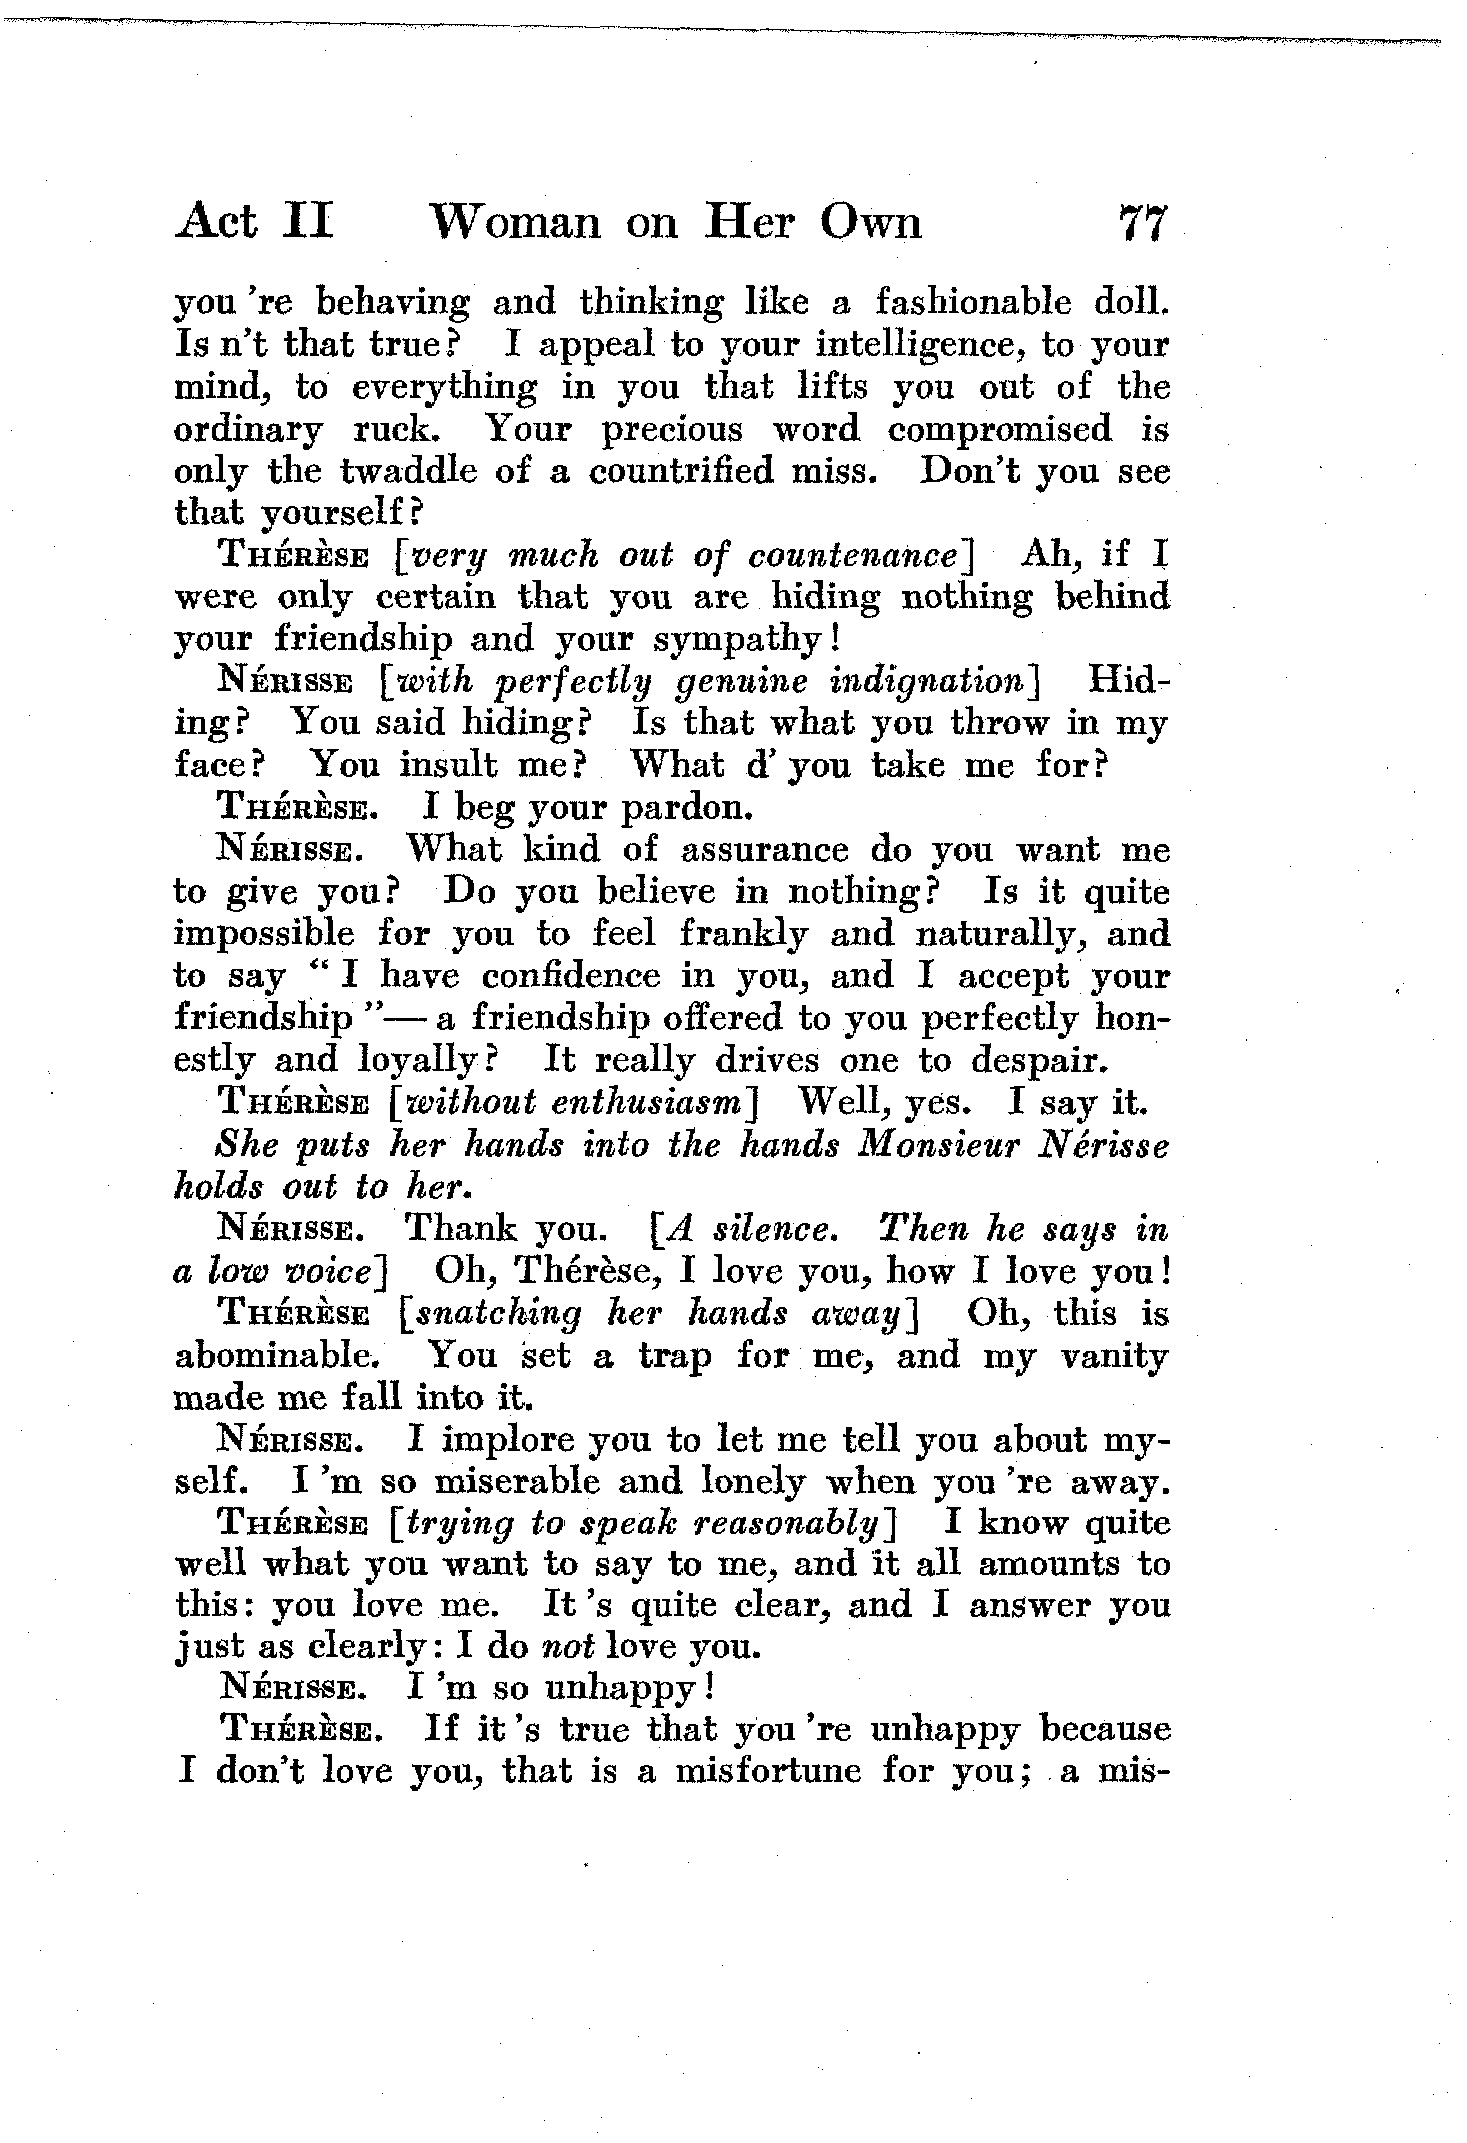 Act II Woman on Her Own 77
you 're behaving and thinking like a fashionable doll.
Is n't that true? I appeal to your intelligence, to your
mind, to everything in you that lifts you out of the
ordinary ruck. Your precious word compromised is
only the twaddle of a countrified miss. Don't you see
that yourself?
THÉRÈSE [very much out of countenance] Ah, if I
were only certain that you are hiding nothing behind
your friendship and your sympathy!
NÉRISSE [with perfectly genuine indignation] Hid-
ing? You said hiding? Is that what you throw in my
face? You insult me? What d' you take me for?
THÉRÈSE. I beg your pardon.
NÉRISSE. What kind of assurance do you want me
to give you? Do you believe in nothing? Is it quite
impossible for you to feel frankly and naturally, and
to say " I have confidence in you, and I accept your
friendship "— a friendship offered to you perfectly hon-
estly and loyally? It really drives one to despair.
THÉRÈSE [without enthusiasm] Well, yes. I say it.
She puts her hands into the hands Monsieur Nérisse
holds out to her.
NÉRISSE. Thank you. [A silence. Then he says in
a low voice] Oh, Thérèse, I love you, how I love you!
THÉRÈSE [snatching her hands away] Oh, this is
abominable. You set a trap for me, and my vanity
made me fall into it.
NÉRISSE. I implore you to let me tell you about my-
self. I 'm so miserable and lonely when you 're away.
THÉRÈSE [trying to speak reasonably] I know quite
well what you want to say to me, and it all amounts to
this: you love me. It 's quite clear, and I answer you
just as clearly: I do not love you.
NÉRISSE. I 'm so unhappy!
THÉRÈSE. If it 's true that you 're unhappy because
I don't love you, that is a misfortune for you; a mis-